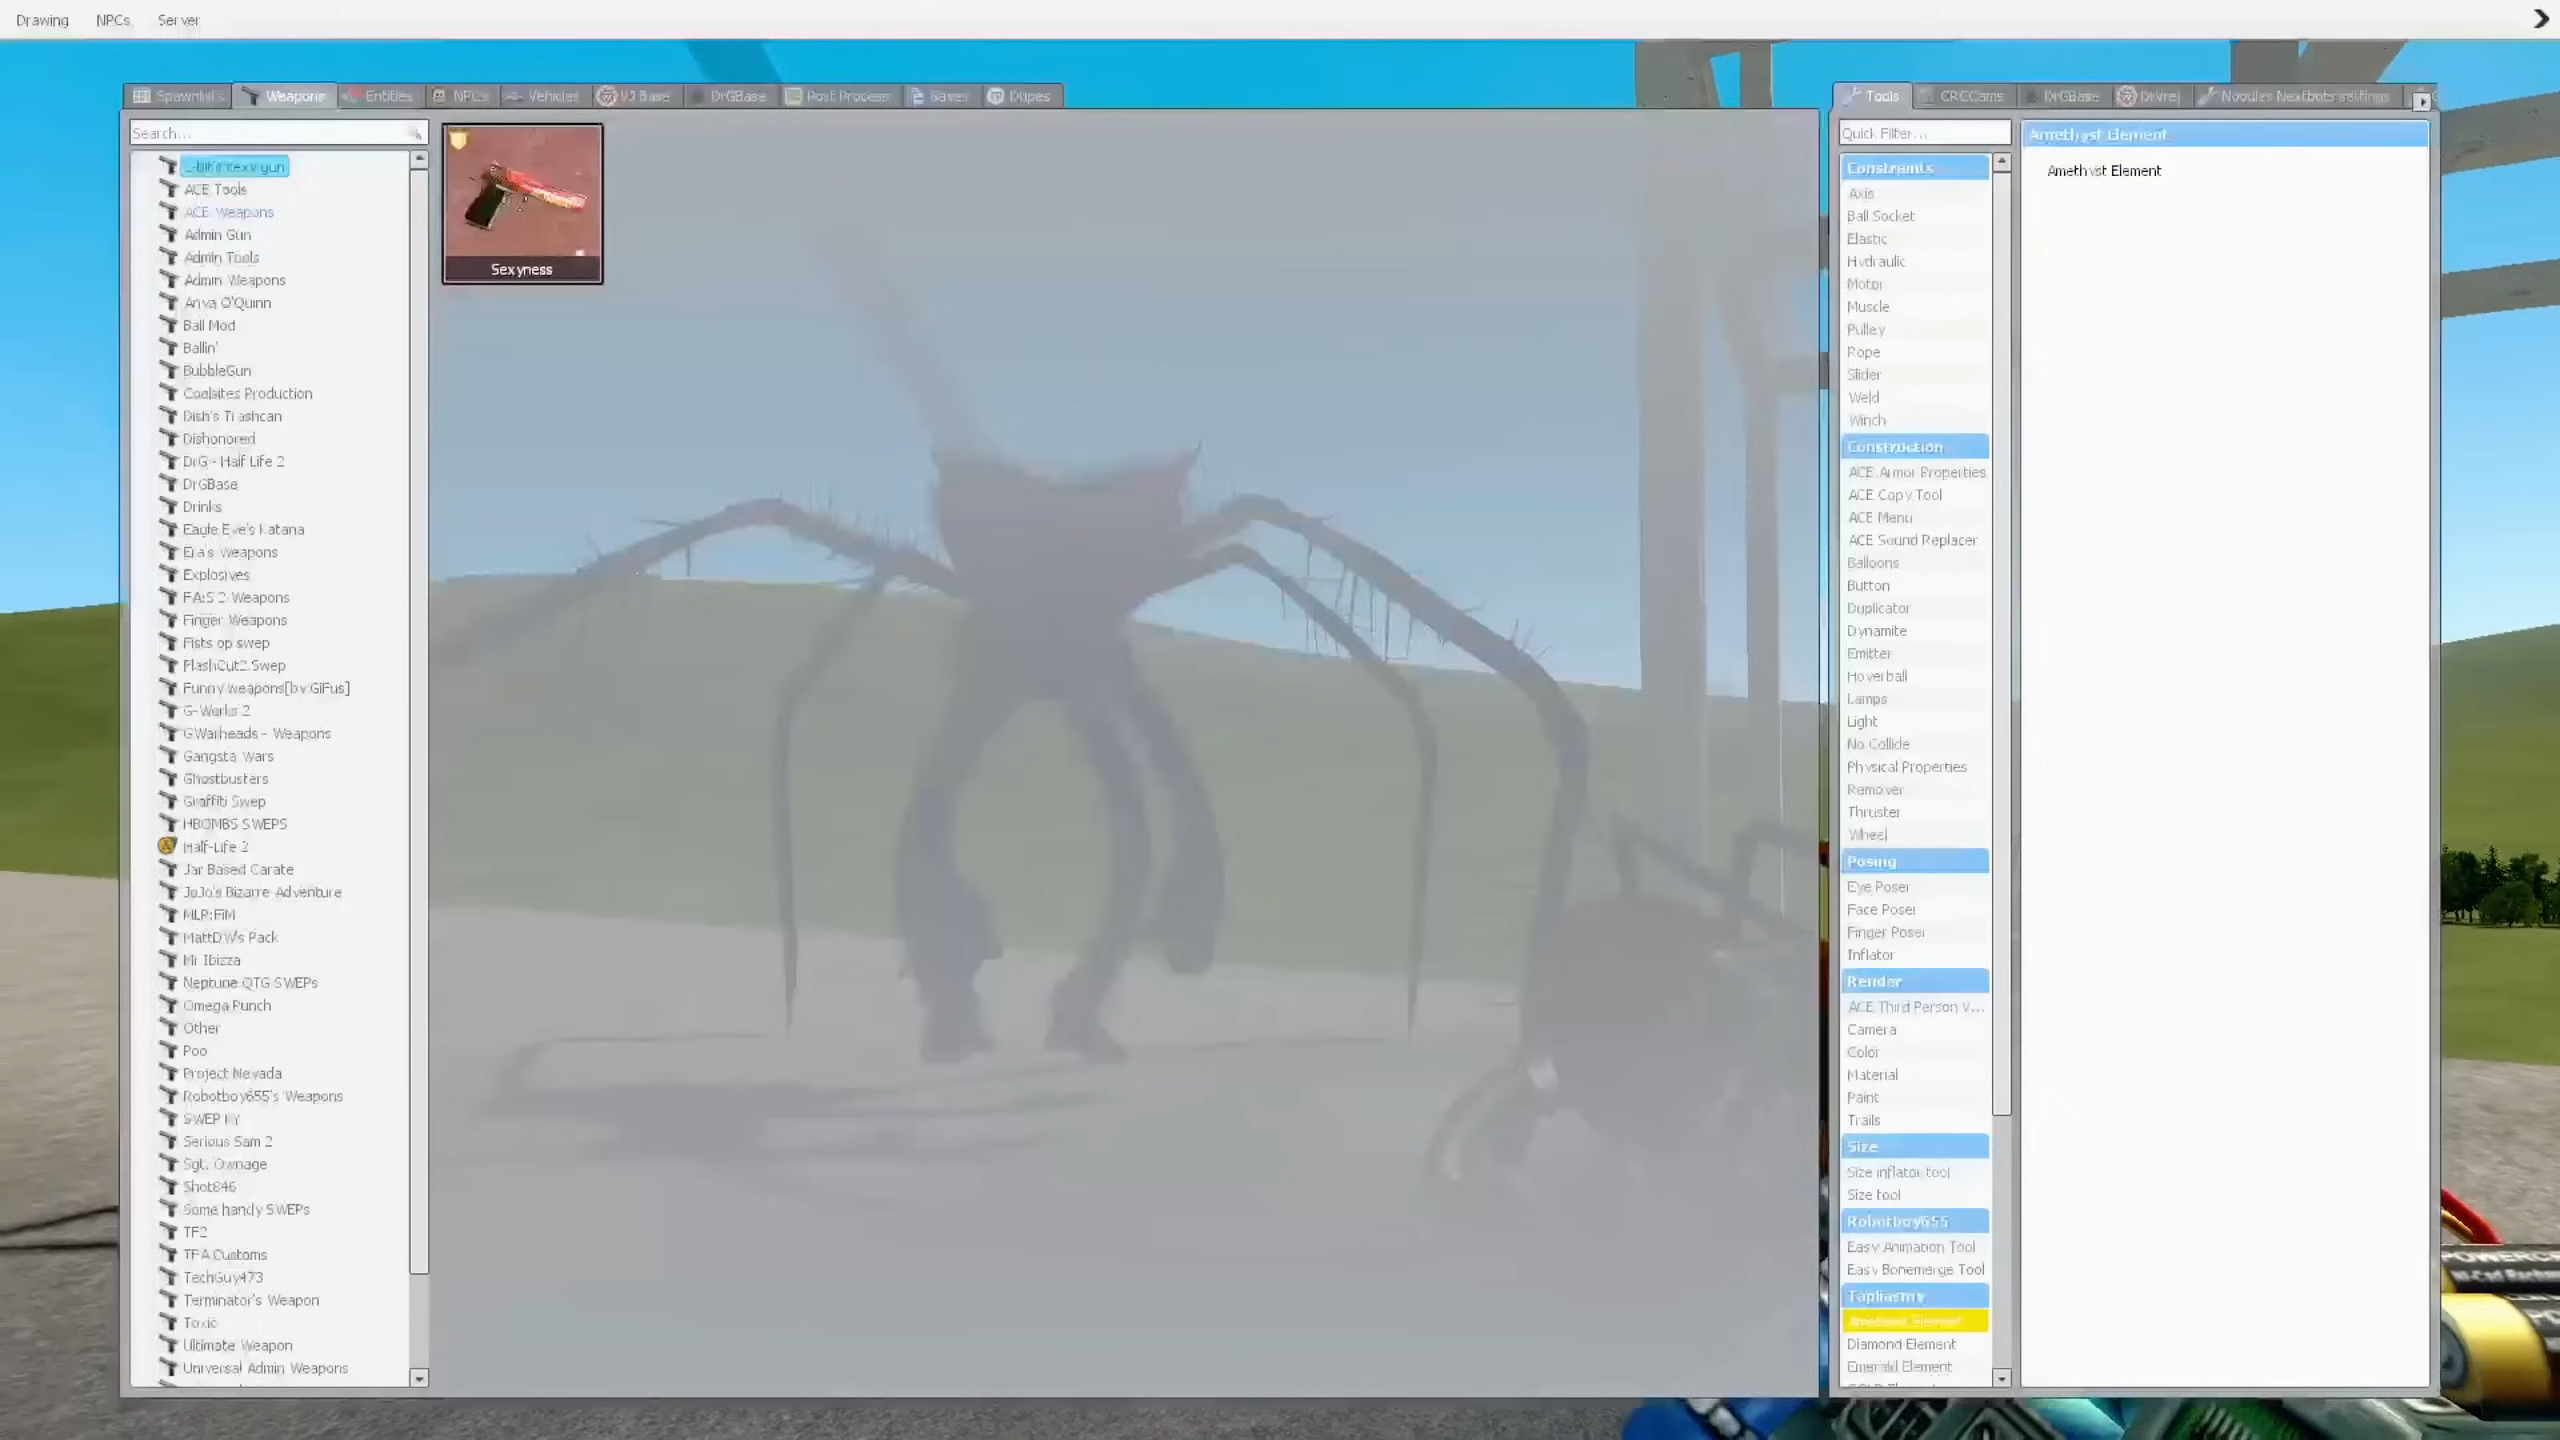 Drawing NPCs Server
Spawnlists Weapons Entities NPCs Vehicles VJ Base DrGBase Post Process Saves Dupes
Tools CRCCams DrGBase DrVrej Noodles Nextbots settings
Search...
ACE Tools
ACE Weapons
Admin Gun
Admin Tools
Admin Weapons
Anya O'Quinn
Ball Mod
Ballin'
BubbleGun
Coolsites Production
Dish's Trashcan
Dishonored
DrG - Half Life 2
DrGBase
Drinks
Eagle Eye's Katana
Era's Weapons
Explosives
FA:S 2 Weapons
Finger Weapons
Fists op swep
FlashCut2 Swep
Funny weapons[by GiFus]
G-Works 2
GWarheads - Weapons
Gangsta Wars
Ghostbusters
Graffiti Swep
HBOMBS SWEPS
Half-Life 2
Jar Based Carate
JoJo's Bizarre Adventure
MLP:FiM
MattDW's Pack
Mr Ibizza
Neptune QTG SWEPs
Omega Punch
Other
Poo
Project Nevada
Robotboy655's Weapons
Serious Sam 2
Sgt. Ownage
Shot846
Some handy SWEPs
TF2
TFA Customs
TechGuy473
Terminator's Weapon
Toxic
Ultimate Weapon
Universal Admin Weapons
Sexyness
Quick Filter...
Constraints
Axis
Ball Socket
Elastic
Hydraulic
Motor
Muscle
Pulley
Rope
Slider
Weld
Winch
Construction
ACE Armor Properties
ACE Copy Tool
ACE Menu
ACE Sound Replacer
Balloons
Button
Duplicator
Dynamite
Emitter
Hoverball
Lamps
Light
No Collide
Physical Properties
Remover
Thruster
Wheel
Posing
Eye Poser
Face Poser
Finger Poser
Inflator
Render
ACE Third Person V...
Camera
Color
Material
Paint
Trails
Size
Size inflator tool
Size tool
Robotboy655
Easy Animation Tool
Easy Bonemerge Tool
Tapliasmy
Amethyst Element
Diamond Element
Emerald Element
Amethyst Element
Amethyst Element